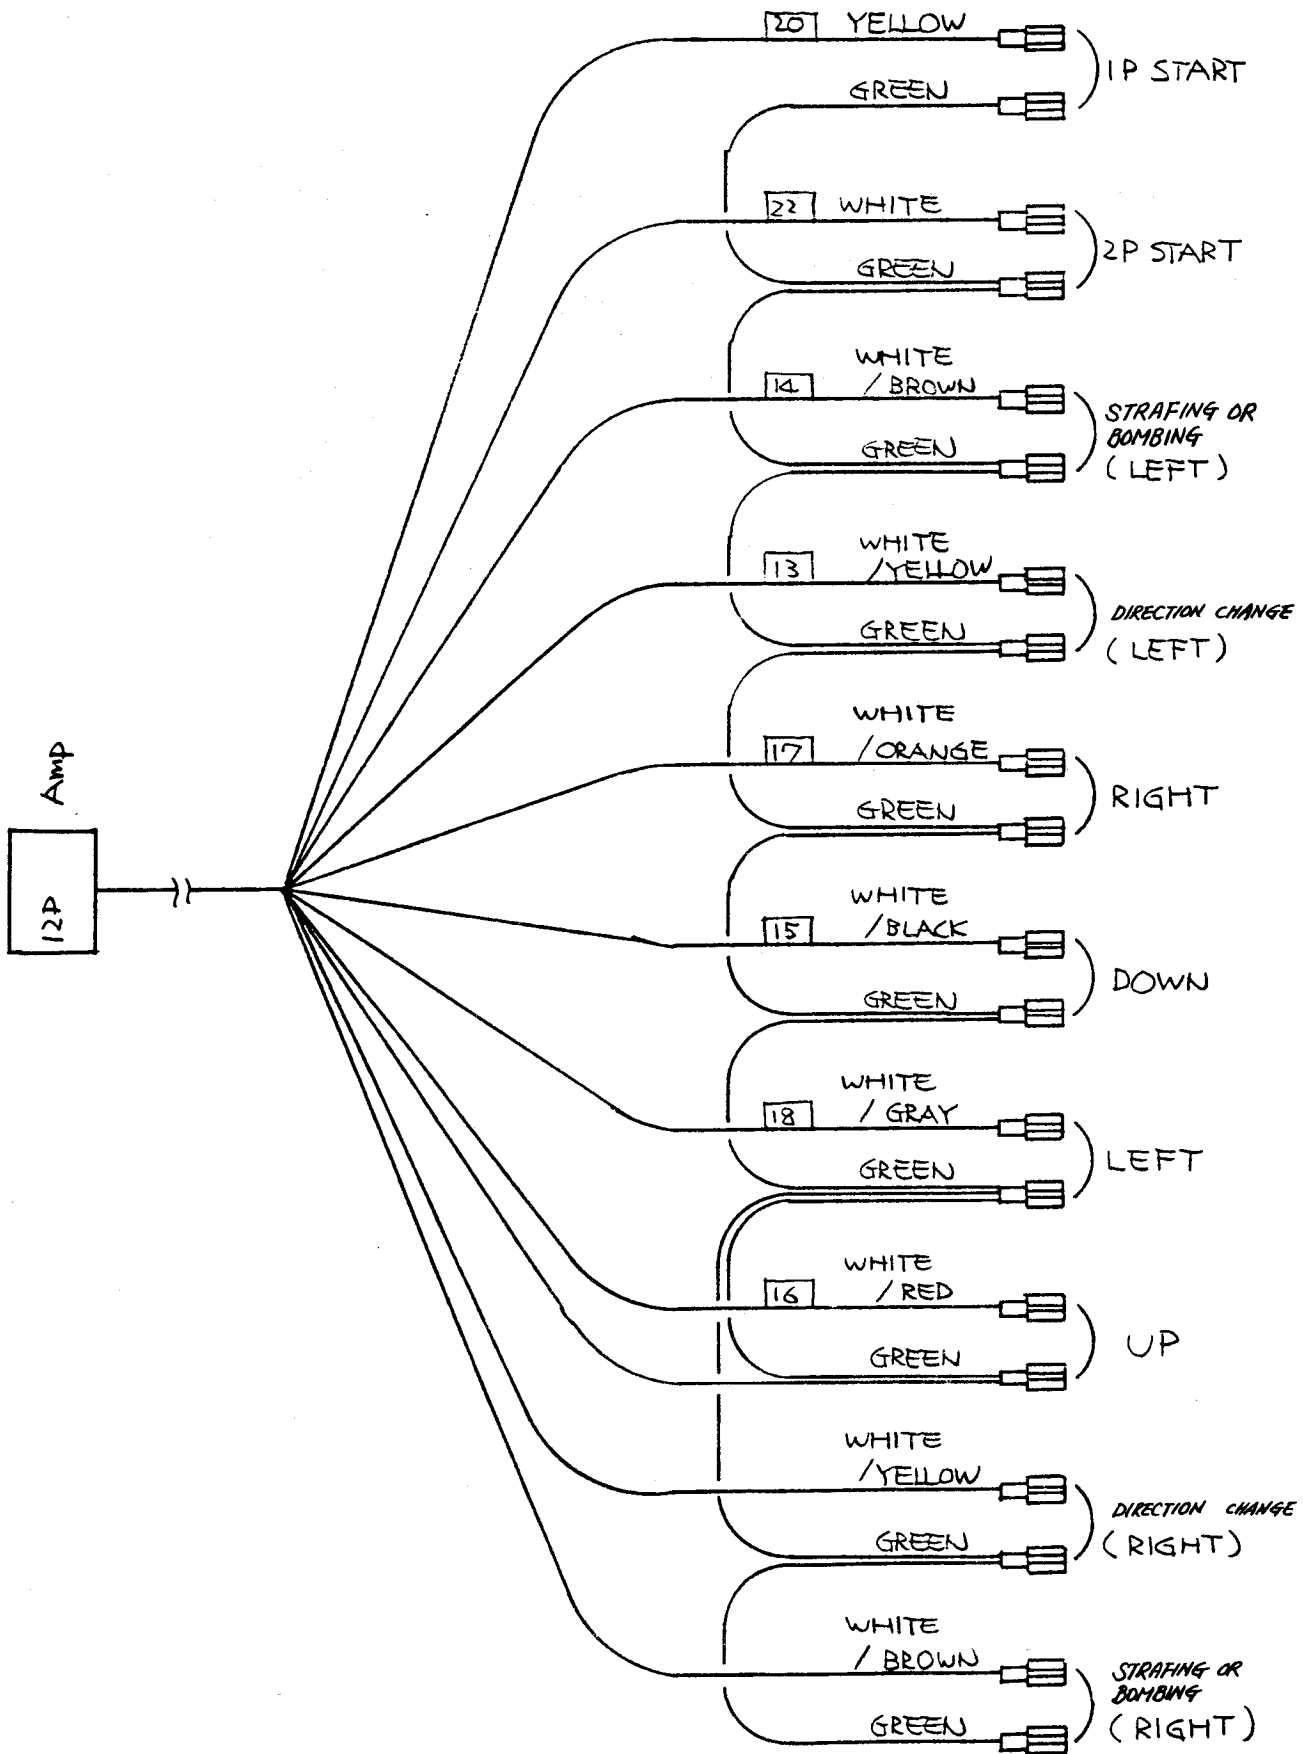 20 YELLOW
GREEN
1P START
22 WHITE
GREEN
2P START
WHITE
14 / BROWN
GREEN
STRAFING OR
BOMBING
(LEFT)
WHITE
13 /YELLOW
GREEN
DIRECTION CHANGE
(LEFT)
WHITE
17 /ORANGE
GREEN
RIGHT
Amp
12P
WHITE
15 /BLACK
GREEN
DOWN
WHITE
18 / GRAY
GREEN
LEFT
WHITE
16 / RED
GREEN
UP
WHITE
/YELLOW
GREEN
DIRECTION CHANGE
(RIGHT)
WHITE
/ BROWN
GREEN
STRAFING OR
BOMBING
(RIGHT)